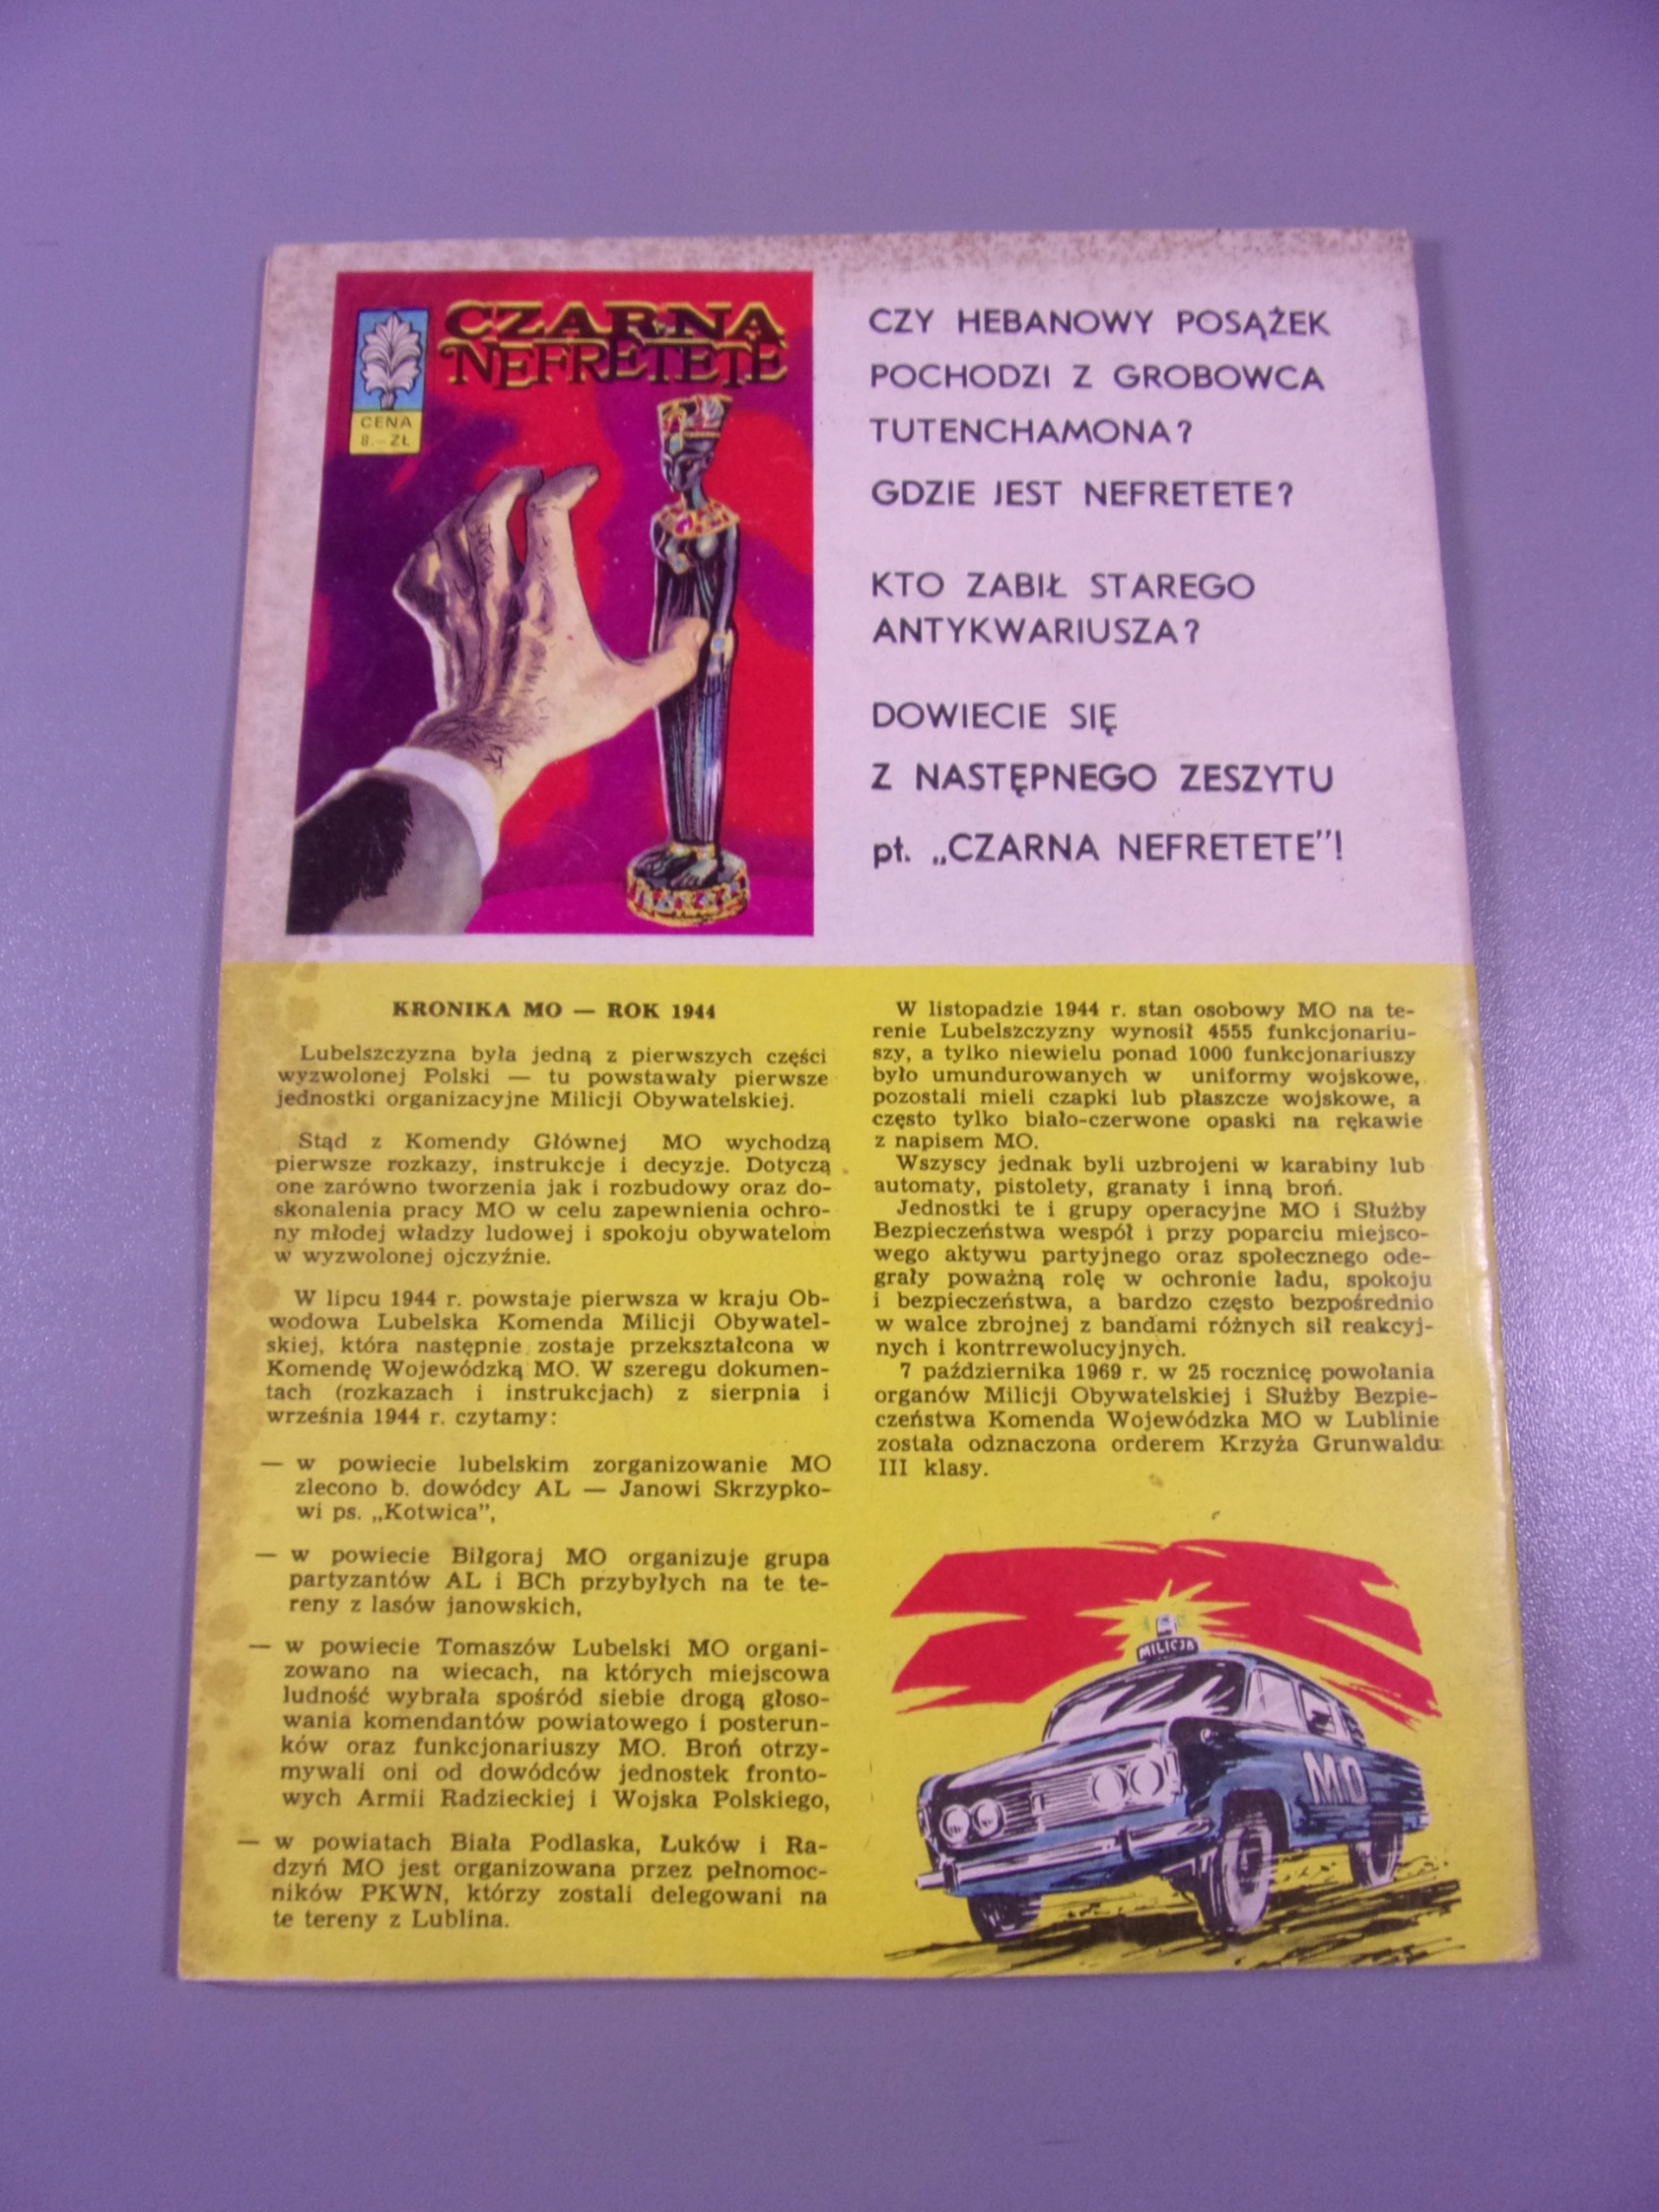 CZARNA
NEFRETETE
CENA
8.– ZŁ
CZY HEBANOWY POSĄŻEK
POCHODZI Z GROBOWCA
TUTENCHAMONA?
GDZIE JEST NEFRETETE?
KTO ZABIŁ STAREGO
ANTYKWARIUSZA?
DOWIECIE SIĘ
Z NASTĘPNEGO ZESZYTU
pt. „CZARNA NEFRETETE”!
KRONIKA MO — ROK 1944
Lubelszczyzna była jedną z pierwszych części
wyzwolonej Polski — tu powstawały pierwsze
jednostki organizacyjne Milicji Obywatelskiej.
Stąd z Komendy Głównej MO wychodzą
pierwsze rozkazy, instrukcje i decyzje. Dotyczą
one zarówno tworzenia jak i rozbudowy oraz do-
skonalenia pracy MO w celu zapewnienia ochro-
ny młodej władzy ludowej i spokoju obywatelom
w wyzwolonej ojczyźnie.
W lipcu 1944 r. powstaje pierwsza w kraju Ob-
wodowa Lubelska Komenda Milicji Obywatel-
skiej, która następnie zostaje przekształcona w
Komendę Wojewódzką MO. W szeregu dokumen-
tach (rozkazach i instrukcjach) z sierpnia i
września 1944 r. czytamy:
— w powiecie lubelskim zorganizowanie MO
zlecono b. dowódcy AL — Janowi Skrzypko-
wi ps. „Kotwica”,
— w powiecie Biłgoraj MO organizuje grupa
partyzantów AL i BCh przybyłych na te te-
reny z lasów janowskich,
— w powiecie Tomaszów Lubelski MO organi-
zowano na wiecach, na których miejscowa
ludność wybrała spośród siebie drogą głoso-
wania komendantów powiatowego i posterun-
ków oraz funkcjonariuszy MO. Broń otrzy-
mywali oni od dowódców jednostek fronto-
wych Armii Radzieckiej i Wojska Polskiego,
— w powiatach Biała Podlaska, Łuków i Ra-
dzyń MO jest organizowana przez pełnomoc-
ników PKWN, którzy zostali delegowani na
te tereny z Lublina.
W listopadzie 1944 r. stan osobowy MO na te-
renie Lubelszczyzny wynosił 4555 funkcjonariu-
szy, a tylko niewielu ponad 1000 funkcjonariuszy
było umundurowanych w uniformy wojskowe,
pozostali mieli czapki lub płaszcze wojskowe, a
często tylko biało-czerwone opaski na rękawie
z napisem MO.
Wszyscy jednak byli uzbrojeni w karabiny lub
automaty, pistolety, granaty i inną broń.
Jednostki te i grupy operacyjne MO i Służby
Bezpieczeństwa wespół i przy poparciu miejsco-
wego aktywu partyjnego oraz społecznego ode-
grały poważną rolę w ochronie ładu, spokoju
i bezpieczeństwa, a bardzo często bezpośrednio
w walce zbrojnej z bandami różnych sił reakcyj-
nych i kontrrewolucyjnych.
7 października 1969 r. w 25 rocznicę powołania
organów Milicji Obywatelskiej i Służby Bezpie-
czeństwa Komenda Wojewódzka MO w Lublinie
została odznaczona orderem Krzyża Grunwaldu
III klasy.
MILICJA
MO